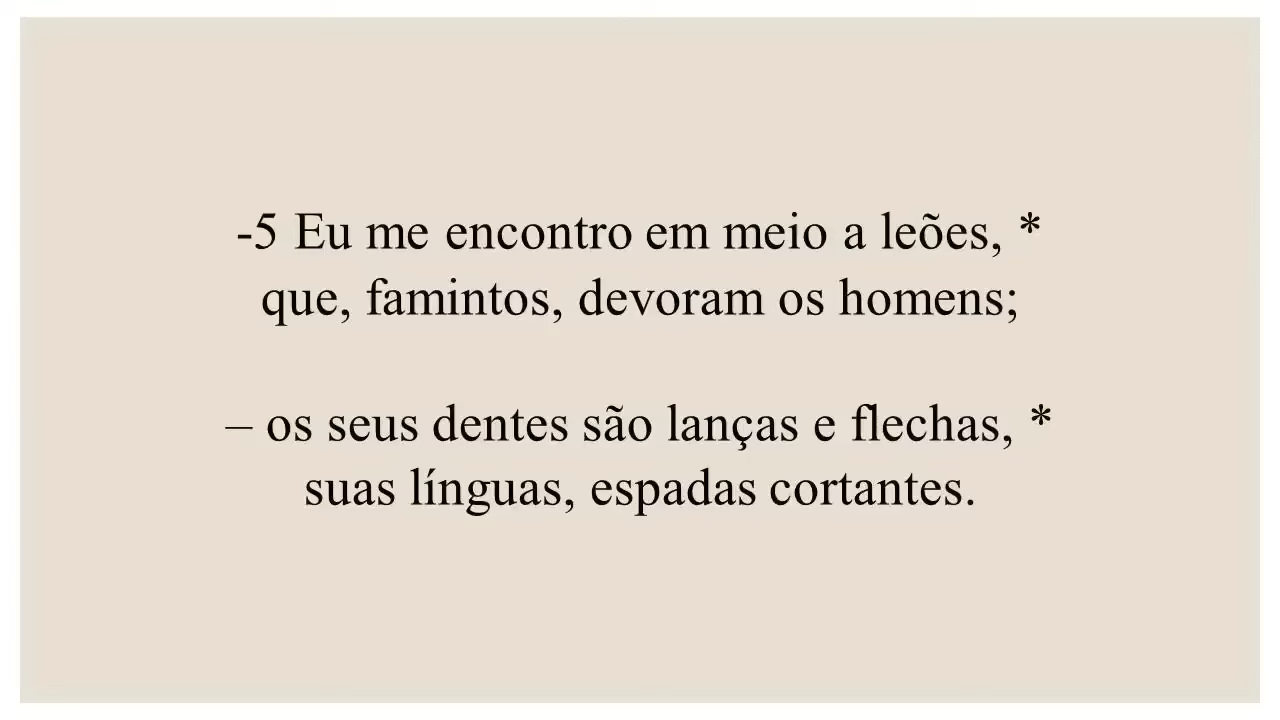 -5 Eu me encontro em meio a leões, *
que, famintos, devoram os homens;
– os seus dentes são lanças e flechas, *
suas línguas, espadas cortantes.